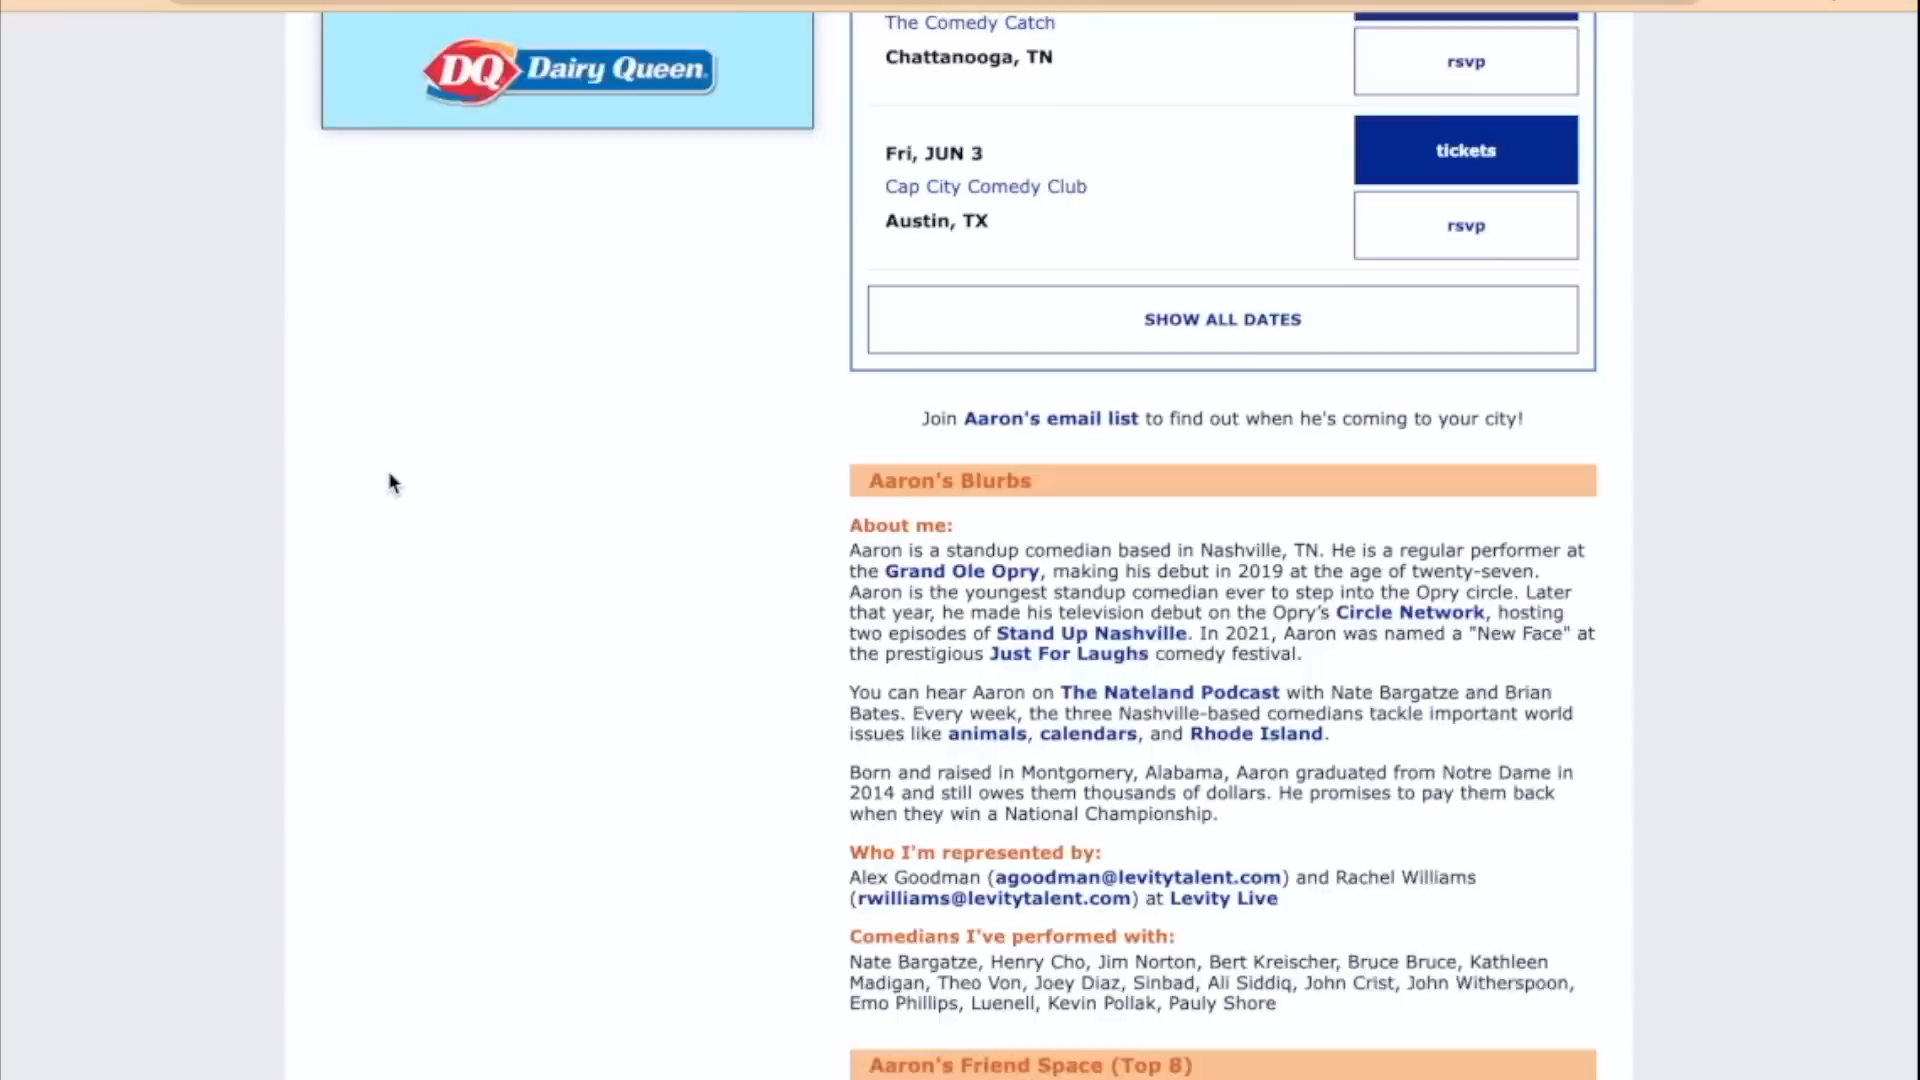 DQ Dairy Queen.
The Comedy Catch
Chattanooga, TN
rsvp
Fri, JUN 3
Cap City Comedy Club
Austin, TX
tickets
rsvp
SHOW ALL DATES
Join Aaron's email list to find out when he's coming to your city!
Aaron's Blurbs
About me:
Aaron is a standup comedian based in Nashville, TN. He is a regular performer at
the Grand Ole Opry, making his debut in 2019 at the age of twenty-seven.
Aaron is the youngest standup comedian ever to step into the Opry circle. Later
that year, he made his television debut on the Opry’s Circle Network, hosting
two episodes of Stand Up Nashville. In 2021, Aaron was named a "New Face" at
the prestigious Just For Laughs comedy festival.
You can hear Aaron on The Nateland Podcast with Nate Bargatze and Brian
Bates. Every week, the three Nashville-based comedians tackle important world
issues like animals, calendars, and Rhode Island.
Born and raised in Montgomery, Alabama, Aaron graduated from Notre Dame in
2014 and still owes them thousands of dollars. He promises to pay them back
when they win a National Championship.
Who I'm represented by:
Alex Goodman (agoodman@levitytalent.com) and Rachel Williams
(rwilliams@levitytalent.com) at Levity Live
Comedians I've performed with:
Nate Bargatze, Henry Cho, Jim Norton, Bert Kreischer, Bruce Bruce, Kathleen
Madigan, Theo Von, Joey Diaz, Sinbad, Ali Siddiq, John Crist, John Witherspoon,
Emo Phillips, Luenell, Kevin Pollak, Pauly Shore
Aaron's Friend Space (Top 8)